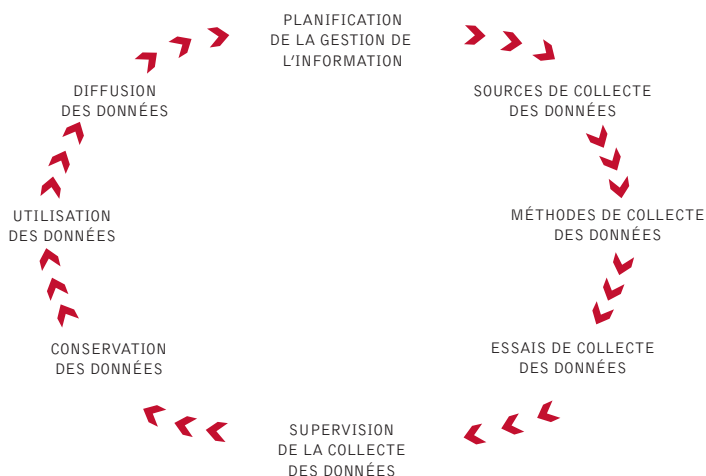 PLANIFICATION
DE LA GESTION DE
L'INFORMATION
SOURCES DE COLLECTE
DES DONNÉES
MÉTHODES DE COLLECTE
DES DONNÉES
ESSAIS DE COLLECTE
DES DONNÉES
SUPERVISION
DE LA COLLECTE
DES DONNÉES
CONSERVATION
DES DONNÉES
UTILISATION
DES DONNÉES
DIFFUSION
DES DONNÉES